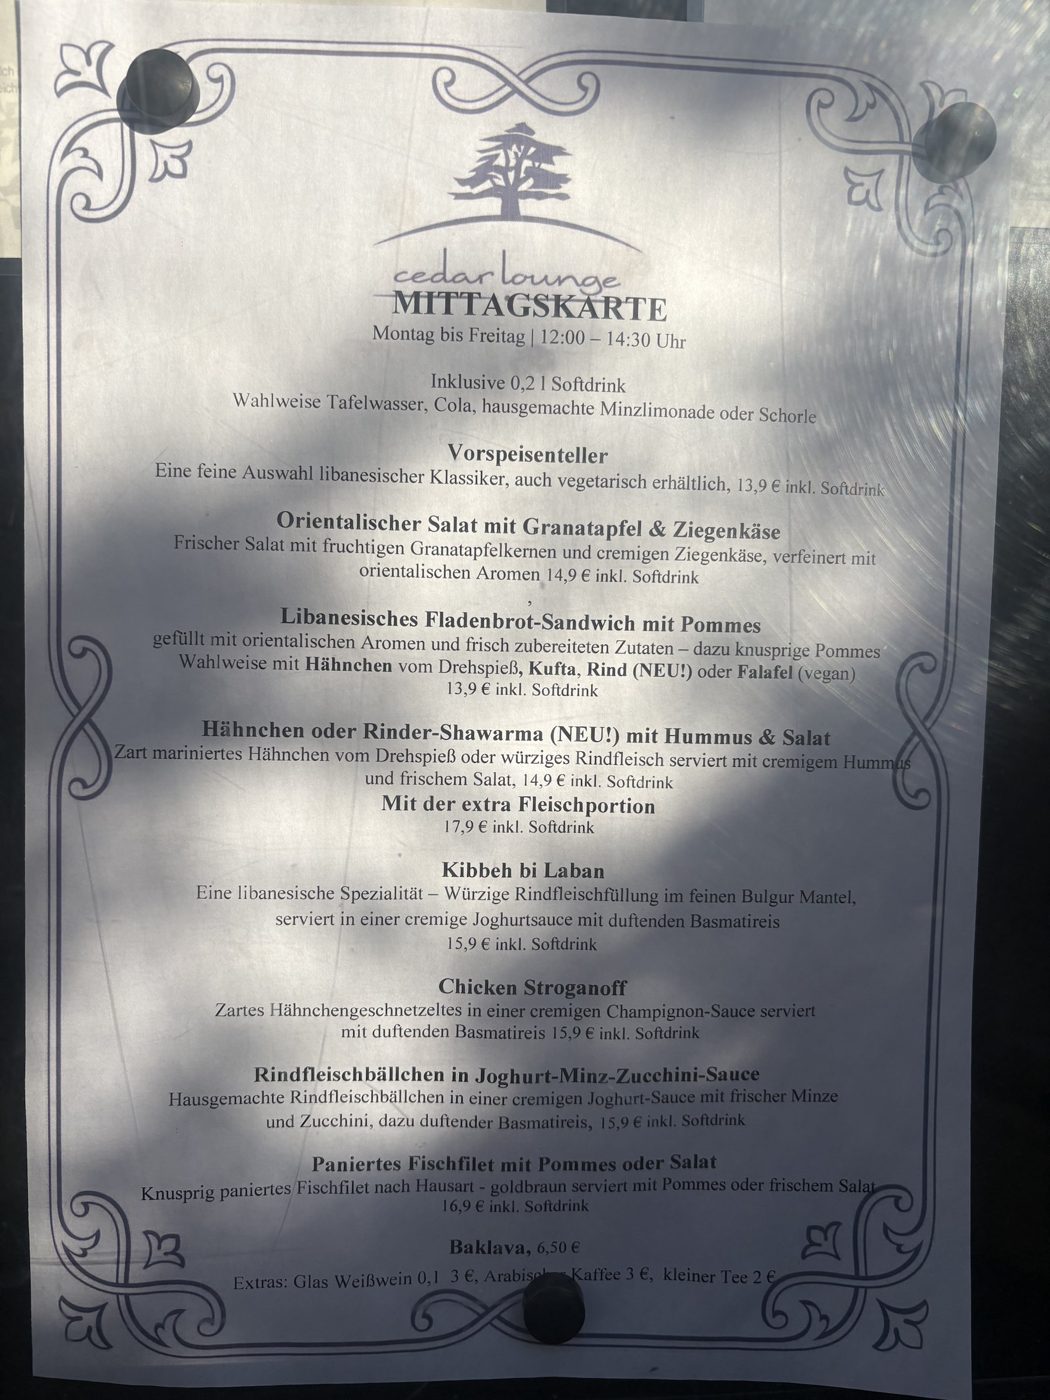 cedar lounge
MITTAGSKARTE
Montag bis Freitag | 12:00 – 14:30 Uhr
Inklusive 0,2 l Softdrink
Wahlweise Tafelwasser, Cola, hausgemachte Minzlimonade oder Schorle
Vorspeisenteller
Eine feine Auswahl libanesischer Klassiker, auch vegetarisch erhältlich, 13,9 € inkl. Softdrink
Orientalischer Salat mit Granatapfel & Ziegenkäse
Frischer Salat mit fruchtigen Granatapfelkernen und cremigen Ziegenkäse, verfeinert mit
orientalischen Aromen 14,9 € inkl. Softdrink
,
Libanesisches Fladenbrot-Sandwich mit Pommes
gefüllt mit orientalischen Aromen und frisch zubereiteten Zutaten – dazu knusprige Pommes
Wahlweise mit Hähnchen vom Drehspieß, Kufta, Rind (NEU!) oder Falafel (vegan)
13,9 € inkl. Softdrink
Hähnchen oder Rinder-Shawarma (NEU!) mit Hummus & Salat
Zart mariniertes Hähnchen vom Drehspieß oder würziges Rindfleisch serviert mit cremigem Hummus
und frischem Salat, 14,9 € inkl. Softdrink
Mit der extra Fleischportion
17,9 € inkl. Softdrink
Kibbeh bi Laban
Eine libanesische Spezialität – Würzige Rindfleischfüllung im feinen Bulgur Mantel,
serviert in einer cremige Joghurtsauce mit duftenden Basmatireis
15,9 € inkl. Softdrink
Chicken Stroganoff
Zartes Hähnchengeschnetzeltes in einer cremigen Champignon-Sauce serviert
mit duftenden Basmatireis 15,9 € inkl. Softdrink
Rindfleischbällchen in Joghurt-Minz-Zucchini-Sauce
Hausgemachte Rindfleischbällchen in einer cremigen Joghurt-Sauce mit frischer Minze
und Zucchini, dazu duftender Basmatireis, 15,9 € inkl. Softdrink
Paniertes Fischfilet mit Pommes oder Salat
Knusprig paniertes Fischfilet nach Hausart - goldbraun serviert mit Pommes oder frischem Salat
16,9 € inkl. Softdrink
Baklava, 6,50 €
Extras: Glas Weißwein 0,1 3 €, Arabischer Kaffee 3 €, kleiner Tee 2 €